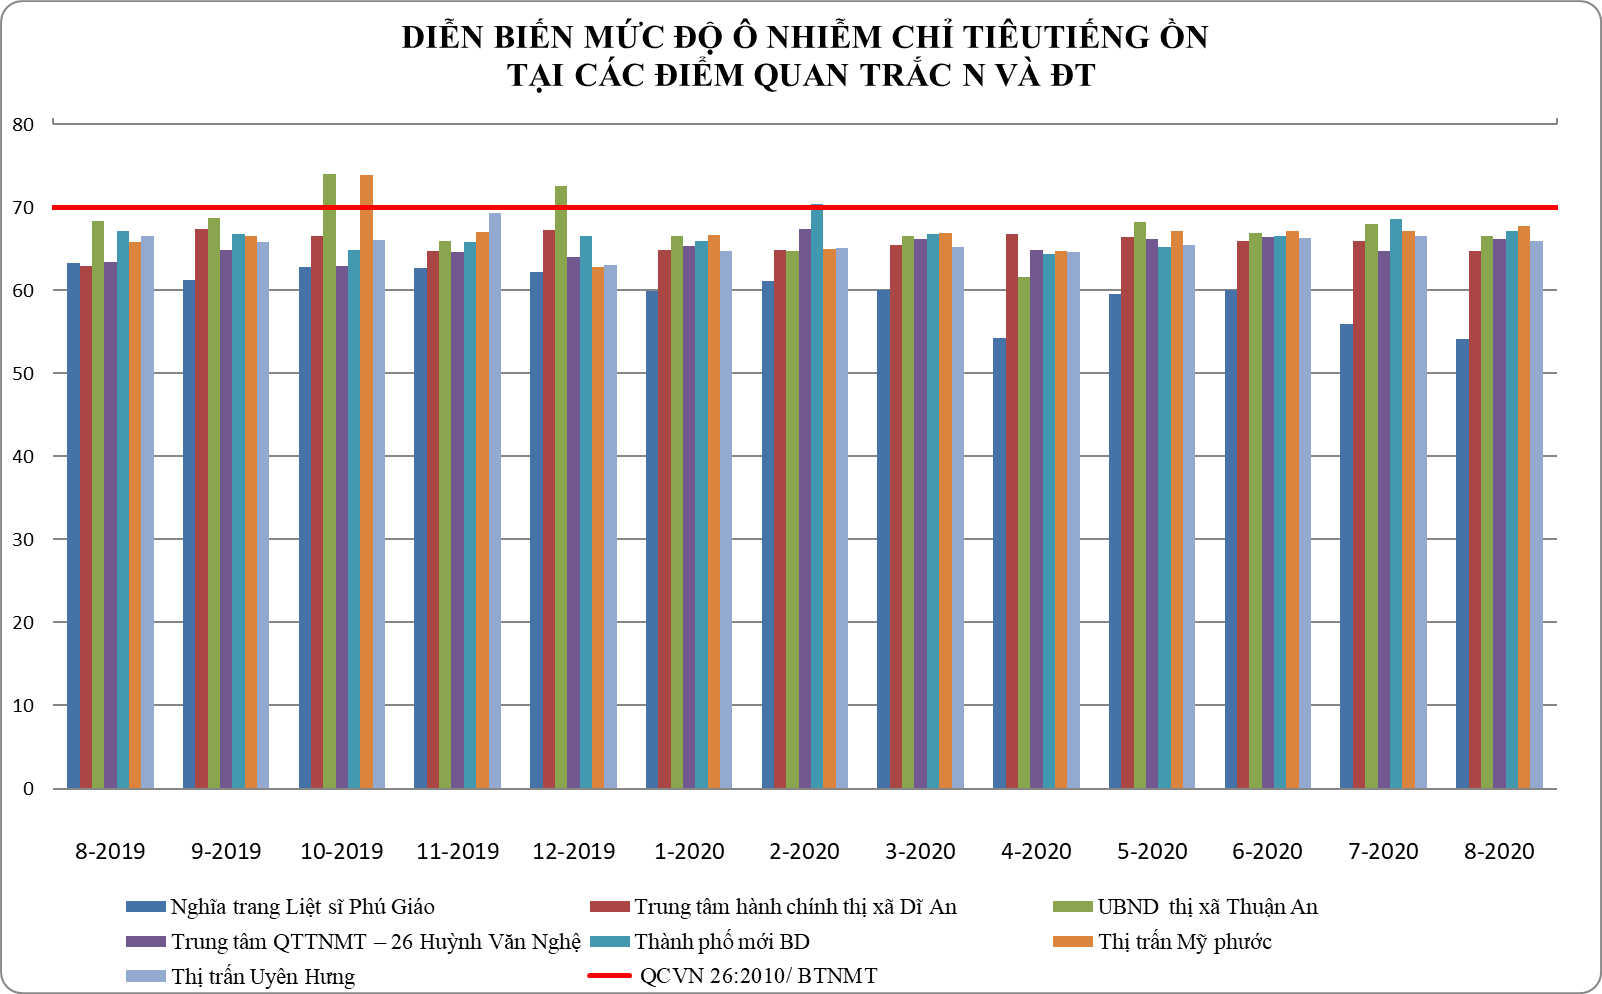 DIỄN BIẾN MỨC ĐỘ Ô NHIỄM CHỈ TIÊUTIẾNG ỒN
TẠI CÁC ĐIỂM QUAN TRẮC N VÀ ĐT
80
70
60
50
40
30
20
10
0
8-2019 9-2019 10-2019 11-2019 12-2019 1-2020 2-2020 3-2020 4-2020 5-2020 6-2020 7-2020 8-2020
Nghĩa trang Liệt sĩ Phú Giáo Trung tâm hành chính thị xã Dĩ An UBND thị xã Thuận An
Trung tâm QTTNMT – 26 Huỳnh Văn Nghệ Thành phố mới BD Thị trấn Mỹ phước
Thị trấn Uyên Hưng QCVN 26:2010/ BTNMT